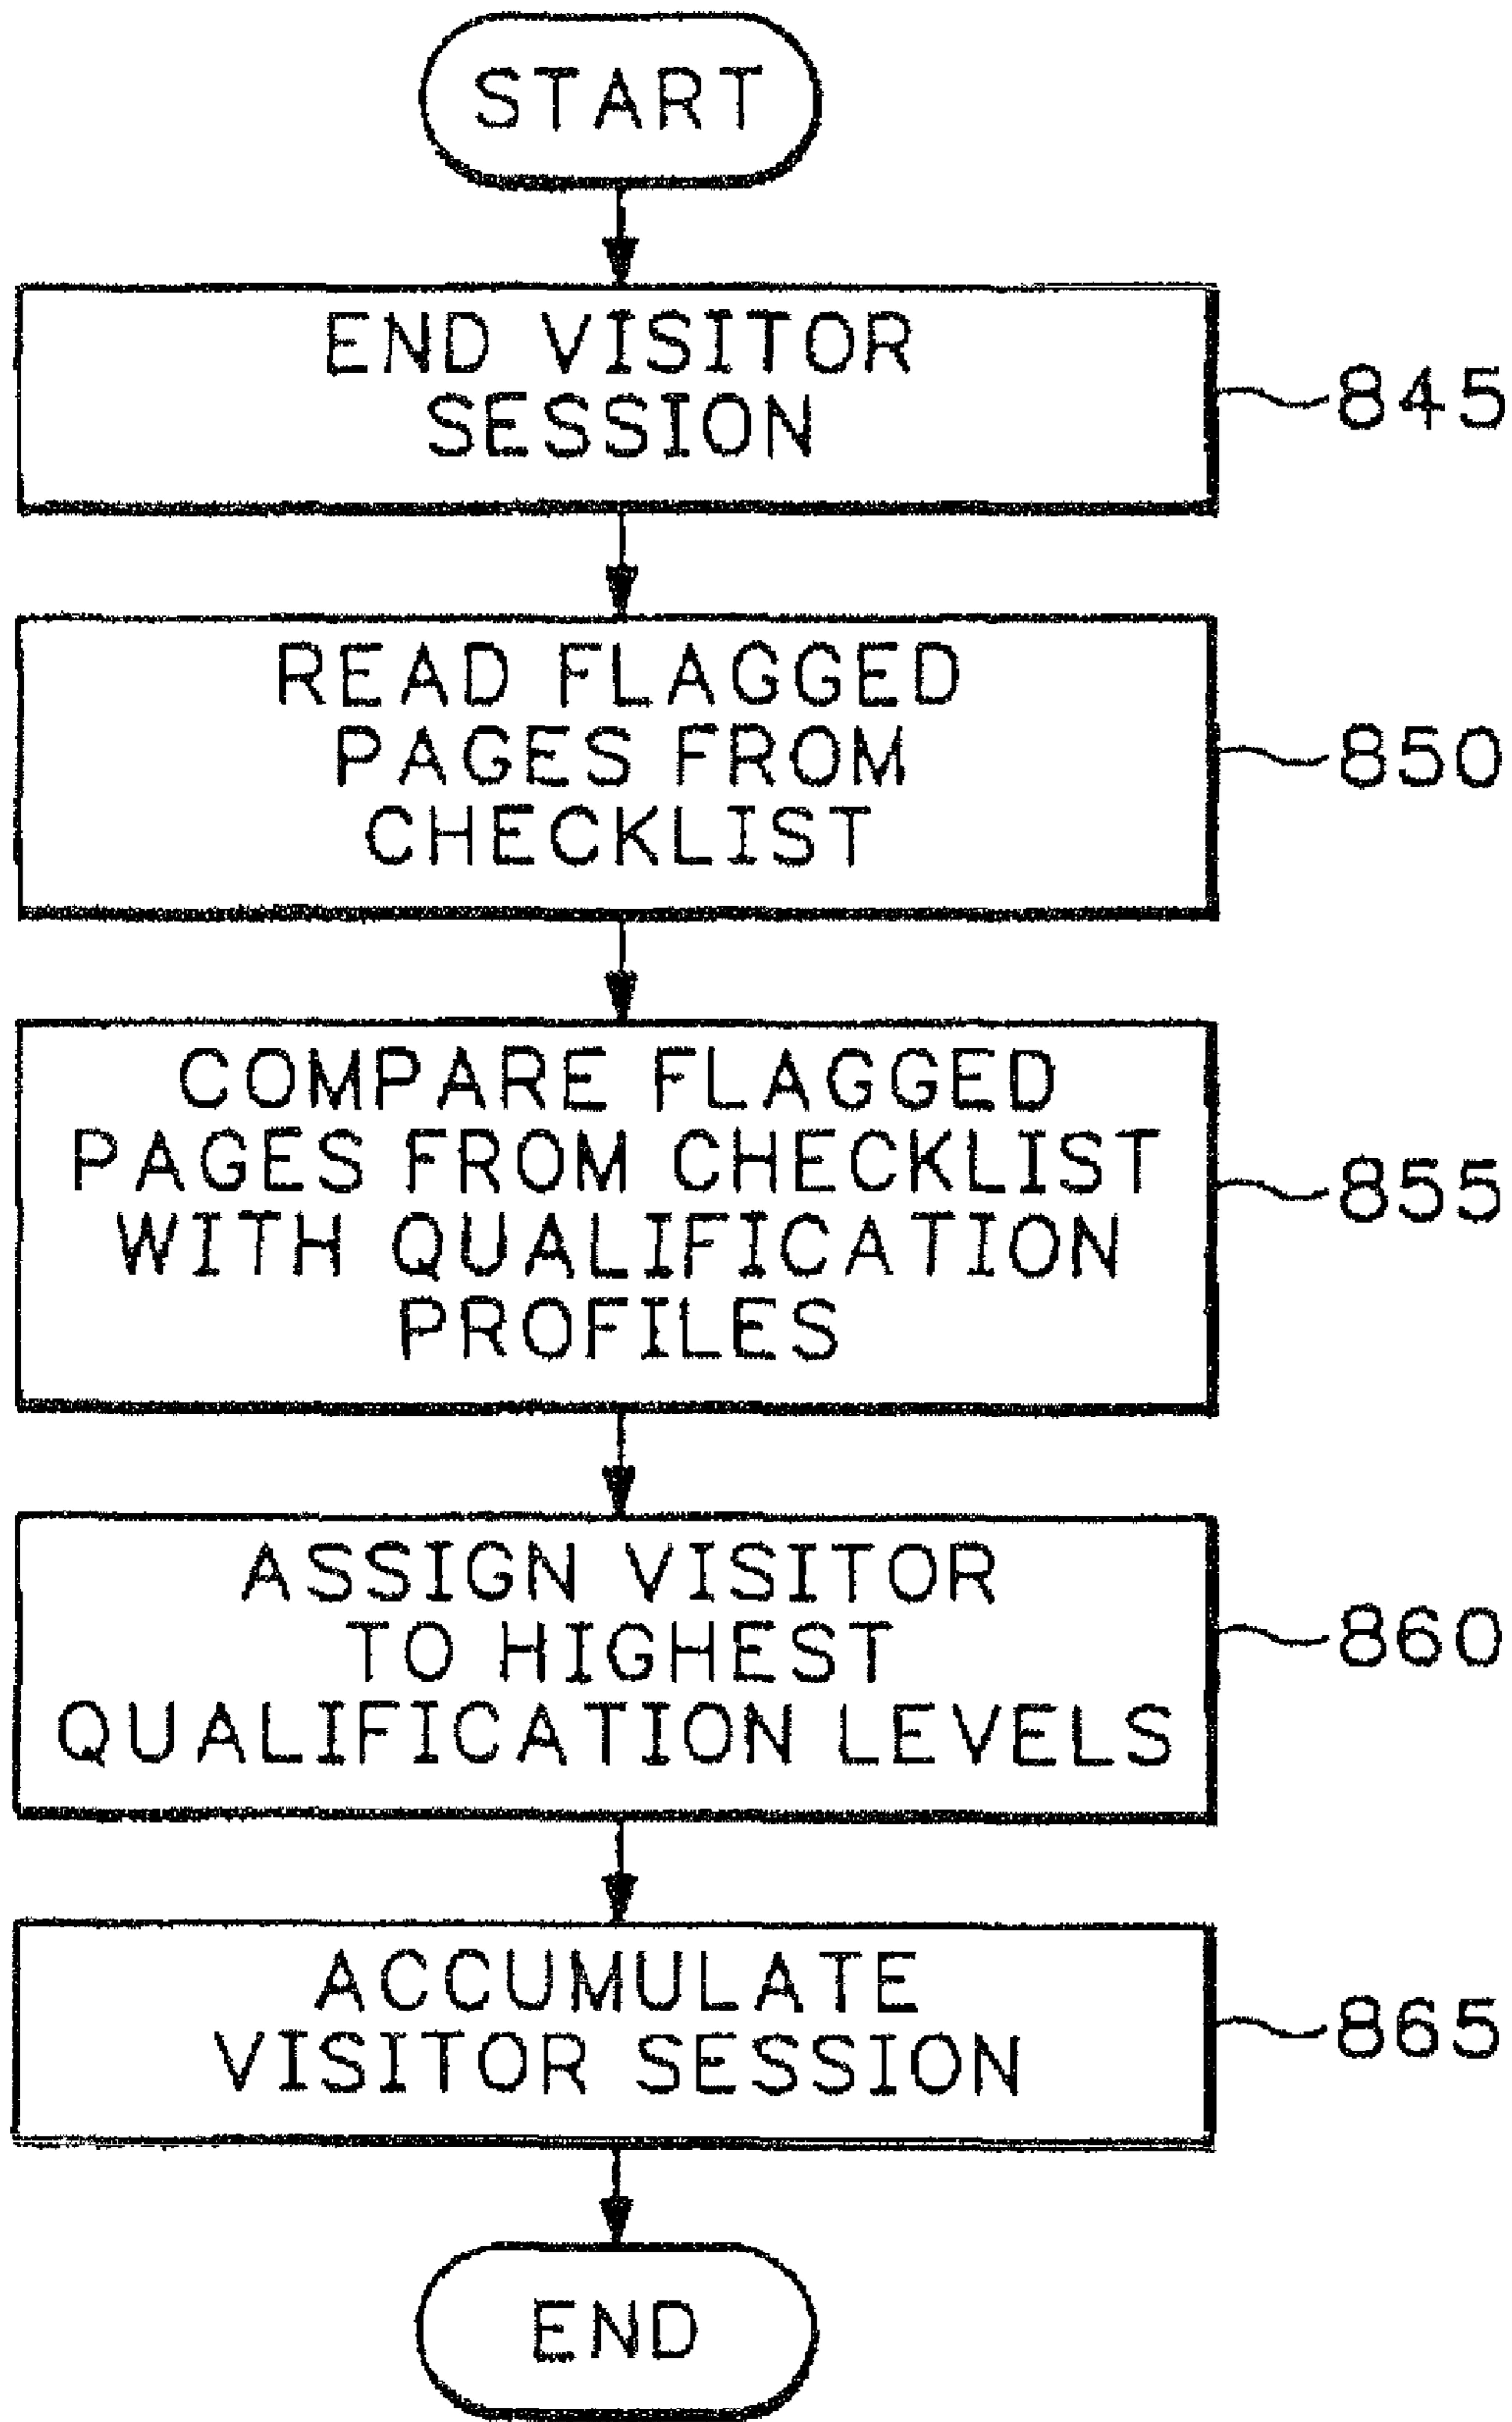 START
END VISITOR
SESSION
845
READ FLAGGED
PAGES FROM
CHECKLIST
850
COMPARE FLAGGED
PAGES FROM CHECKLIST
WITH QUALIFICATION
PROFILES
855
ASSIGN VISITOR
TO HIGHEST
QUALIFICATION LEVELS
860
ACCUMULATE
VISITOR SESSION
865
END